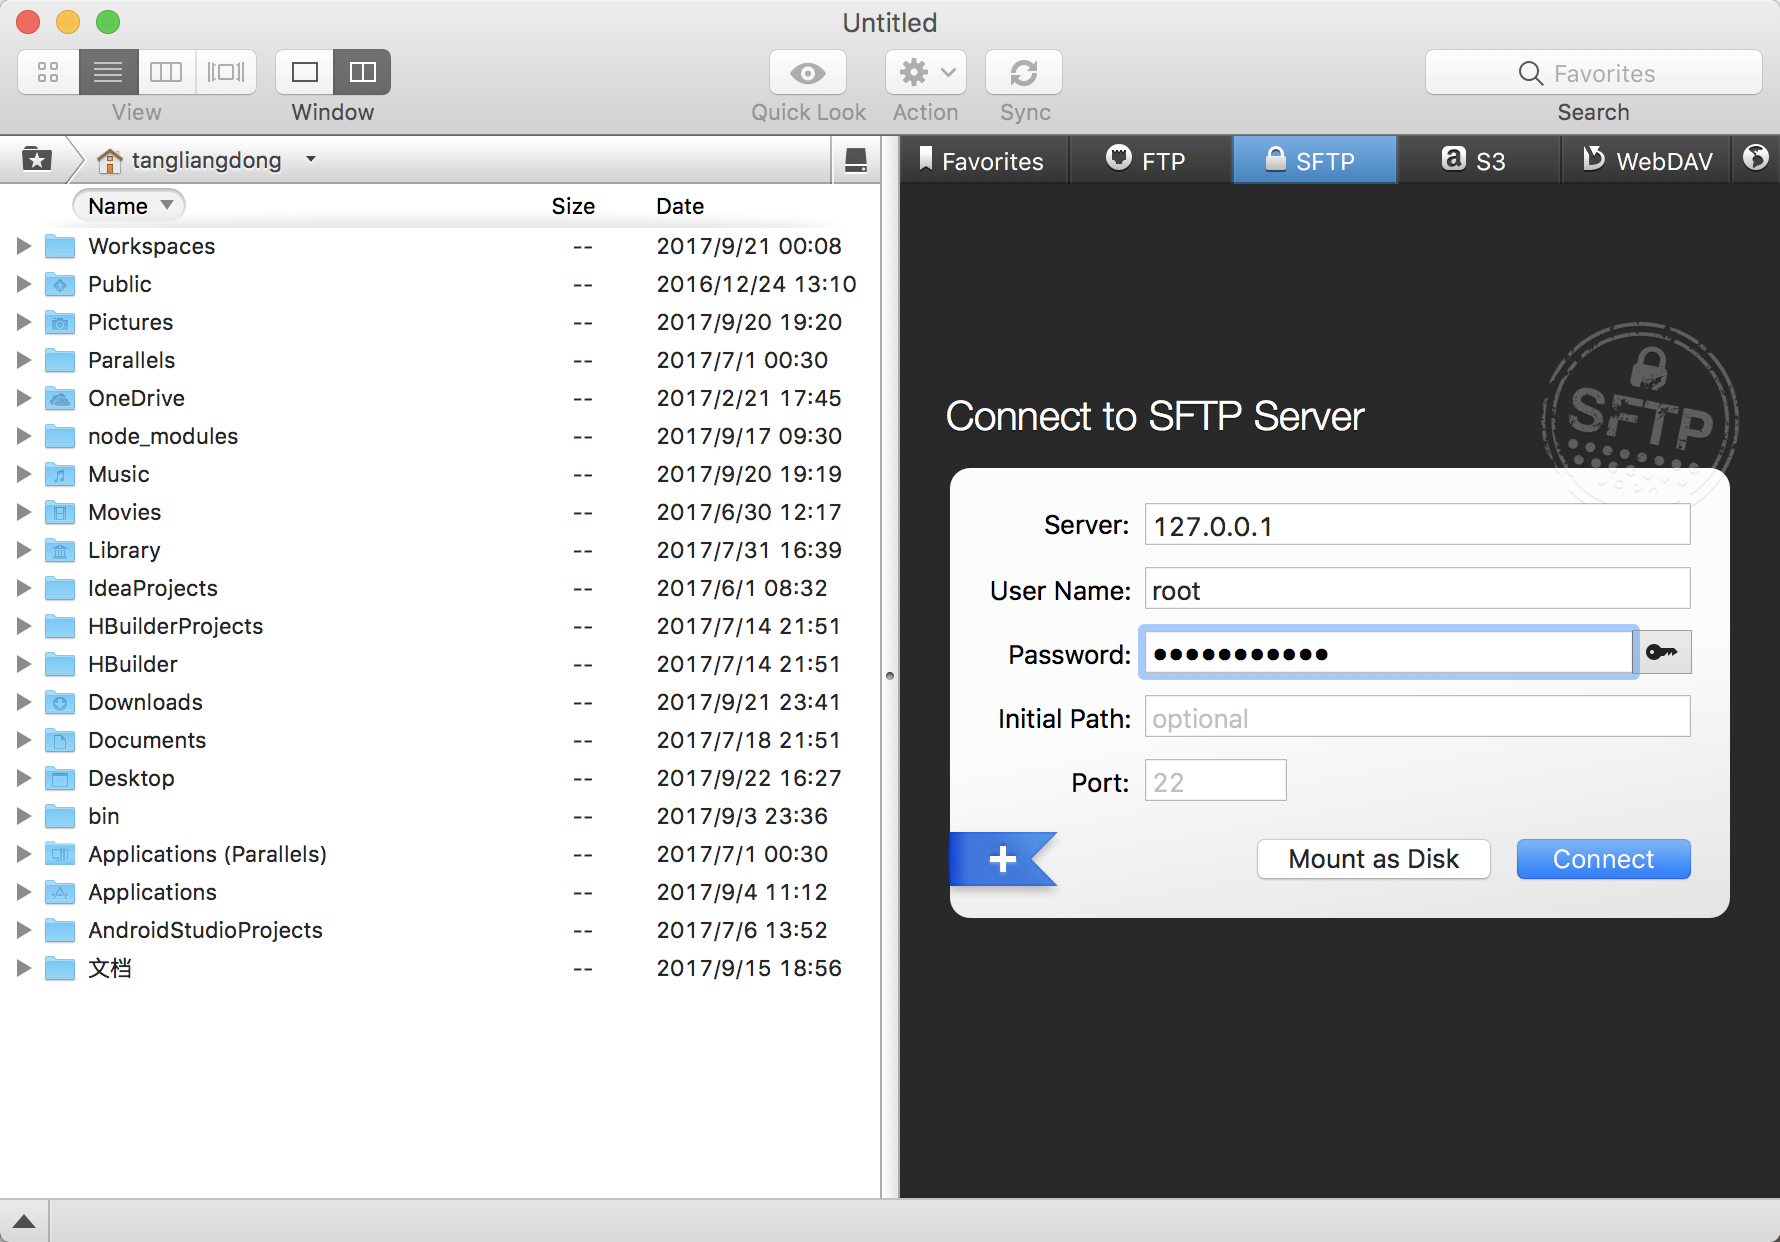 Untitled
View
Window
Quick Look
Action
Sync
Favorites
Search
tangliangdong
Name Size Date
Workspaces -- 2017/9/21 00:08
Public -- 2016/12/24 13:10
Pictures -- 2017/9/20 19:20
Parallels -- 2017/7/1 00:30
OneDrive -- 2017/2/21 17:45
node_modules -- 2017/9/17 09:30
Music -- 2017/9/20 19:19
Movies -- 2017/6/30 12:17
Library -- 2017/7/31 16:39
IdeaProjects -- 2017/6/1 08:32
HBuilderProjects -- 2017/7/14 21:51
HBuilder -- 2017/7/14 21:51
Downloads -- 2017/9/21 23:41
Documents -- 2017/7/18 21:51
Desktop -- 2017/9/22 16:27
bin -- 2017/9/3 23:36
Applications (Parallels) -- 2017/7/1 00:30
Applications -- 2017/9/4 11:12
AndroidStudioProjects -- 2017/7/6 13:52
文档 -- 2017/9/15 18:56
Favorites FTP SFTP S3 WebDAV
SFTP
Connect to SFTP Server
Server: 127.0.0.1
User Name: root
Password: •••••••••••
Initial Path: optional
Port: 22
Mount as Disk Connect